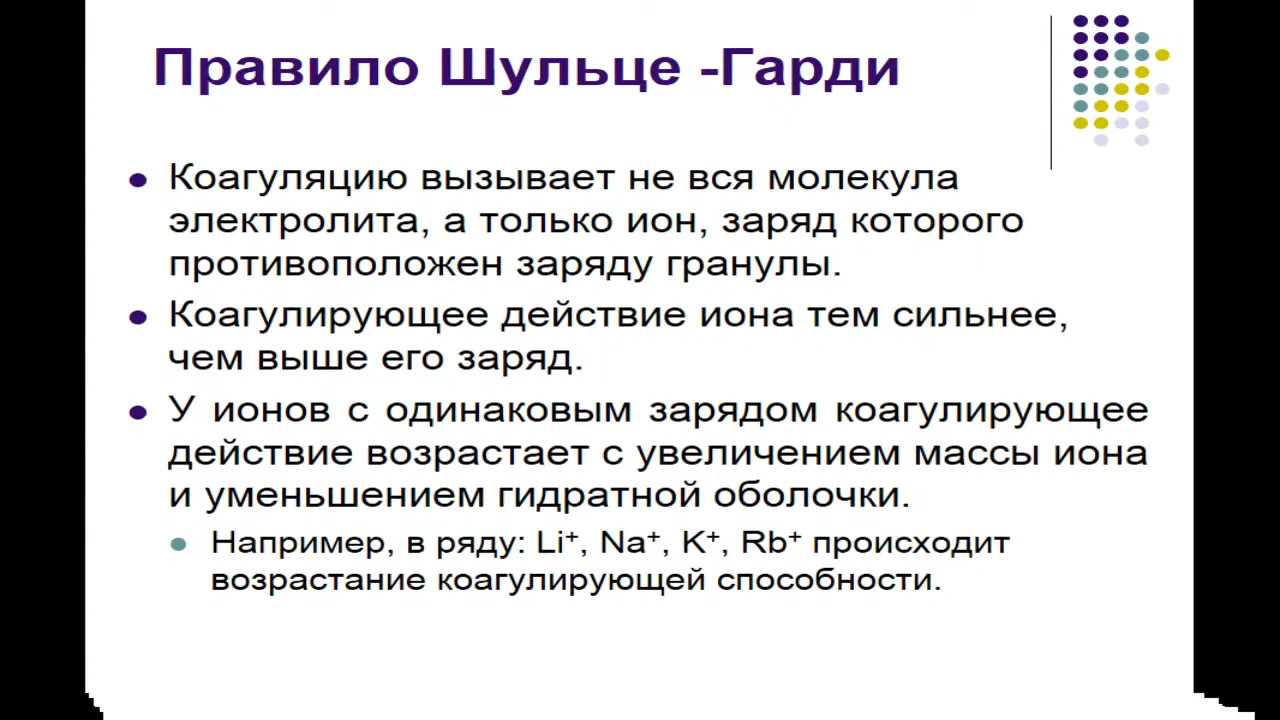 Правило Шульце -Гарди
Коагуляцию вызывает не вся молекула
электролита, а только ион, заряд которого
противоположен заряду гранулы.
Коагулирующее действие иона тем сильнее,
чем выше его заряд.
У ионов с одинаковым зарядом коагулирующее
действие возрастает с увеличением массы иона
и уменьшением гидратной оболочки.
Например, в ряду: Li⁺, Na⁺, K⁺, Rb⁺ происходит
возрастание коагулирующей способности.